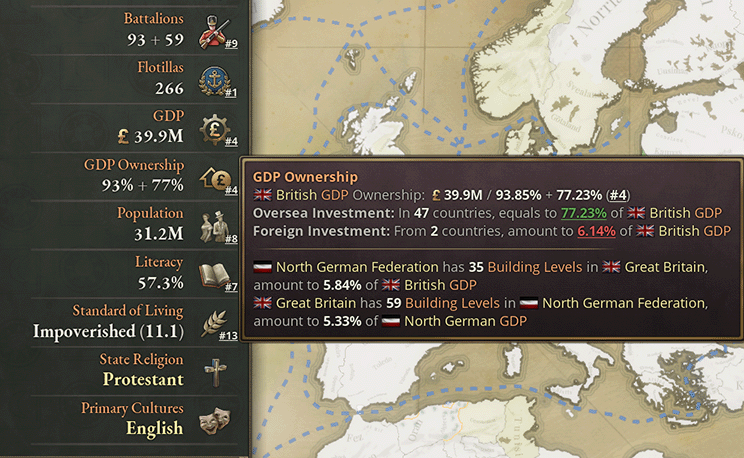 Battalions
93 + 59
#9
Flotillas
266
#1
GDP
£ 39.9M
#4
GDP Ownership
93% + 77%
#4
Population
31.2M
#8
Literacy
57.3%
#7
Standard of Living
Impoverished (11.1)
#13
State Religion
Protestant
Primary Cultures
English
GDP Ownership
British GDP Ownership: £ 39.9M / 93.85% + 77.23% (#4)
Oversea Investment: In 47 countries, equals to 77.23% of British GDP
Foreign Investment: From 2 countries, amount to 6.14% of British GDP
North German Federation has 35 Building Levels in Great Britain,
amount to 5.84% of British GDP
Great Britain has 59 Building Levels in North German Federation,
amount to 5.33% of North German GDP